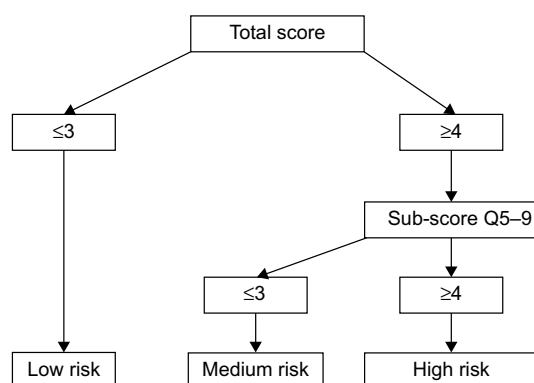 Total score
≤3
≥4
Sub-score Q5–9
≤3
≥4
Low risk
Medium risk
High risk